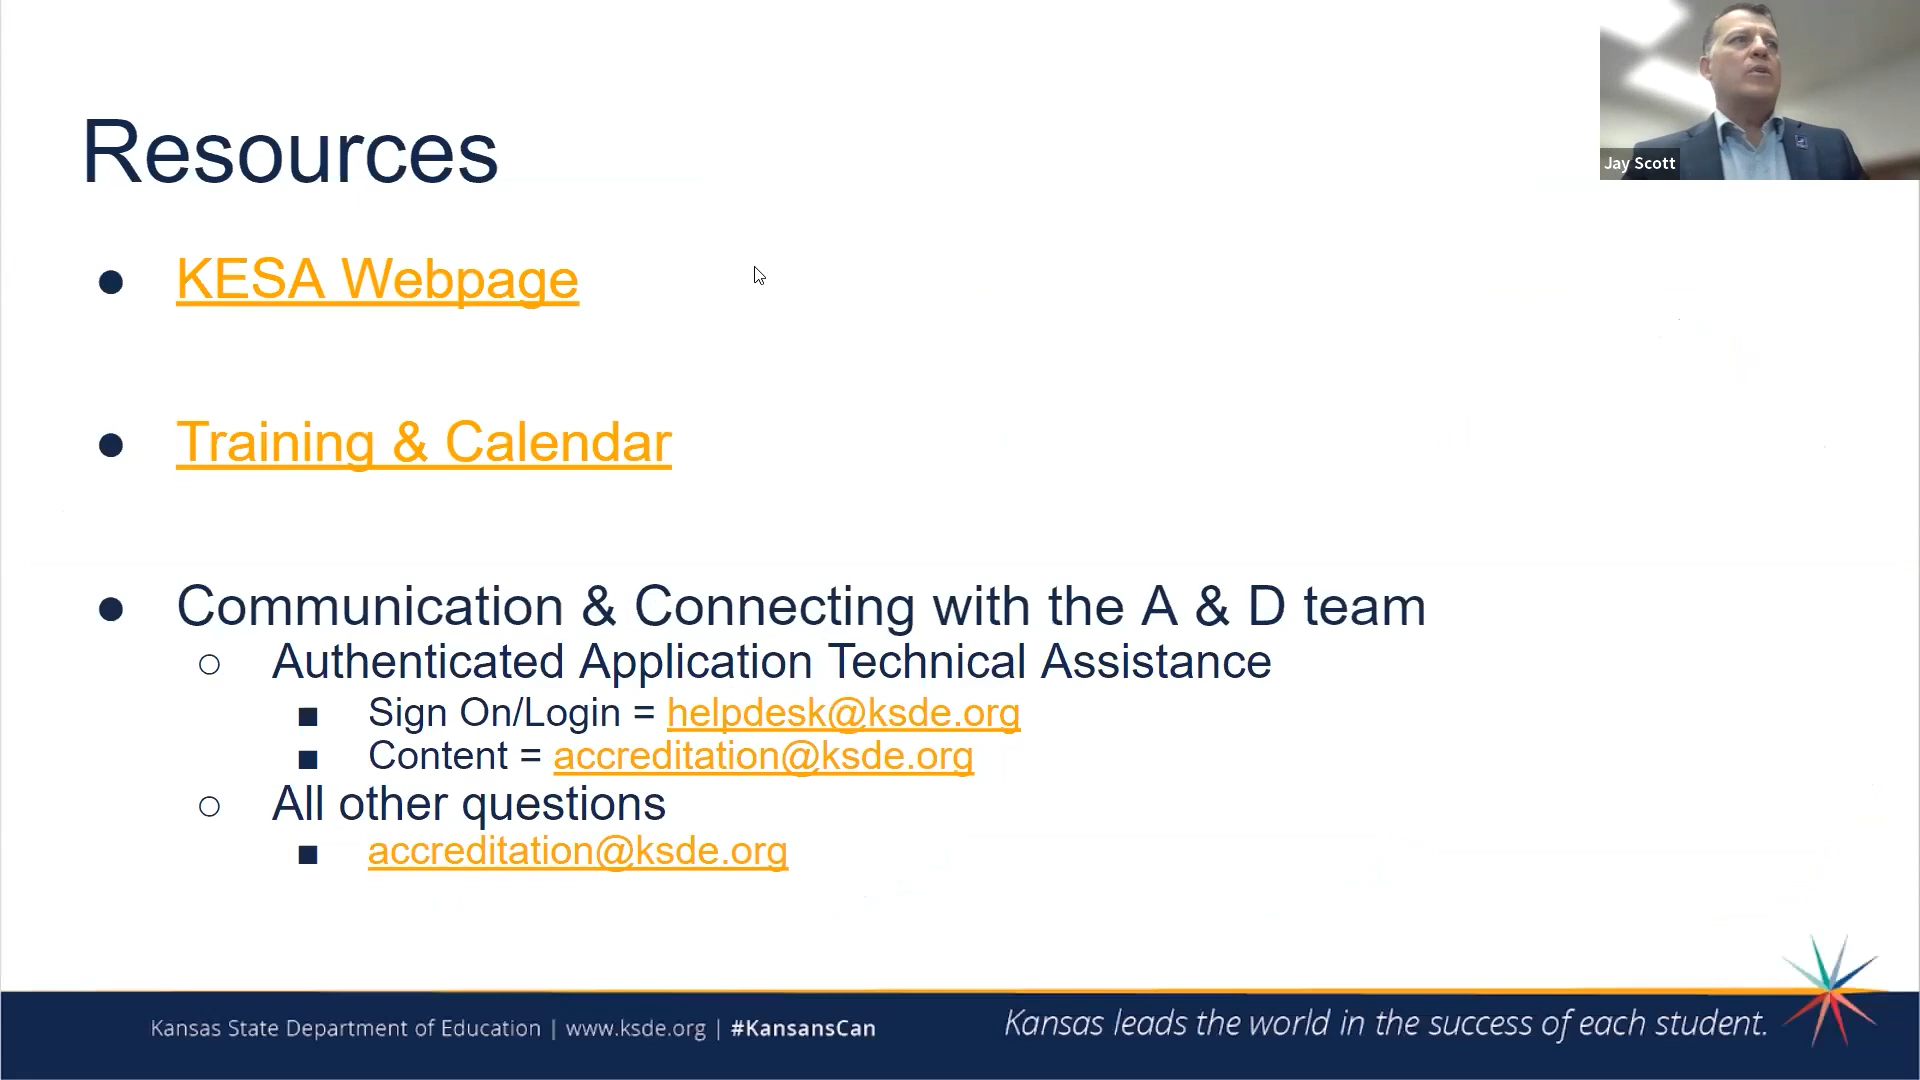 Jay Scott
Resources
● KESA Webpage
● Training & Calendar
● Communication & Connecting with the A & D team
○ Authenticated Application Technical Assistance
■ Sign On/Login = helpdesk@ksde.org
■ Content = accreditation@ksde.org
○ All other questions
■ accreditation@ksde.org
Kansas State Department of Education | www.ksde.org | #KansansCan
Kansas leads the world in the success of each student.